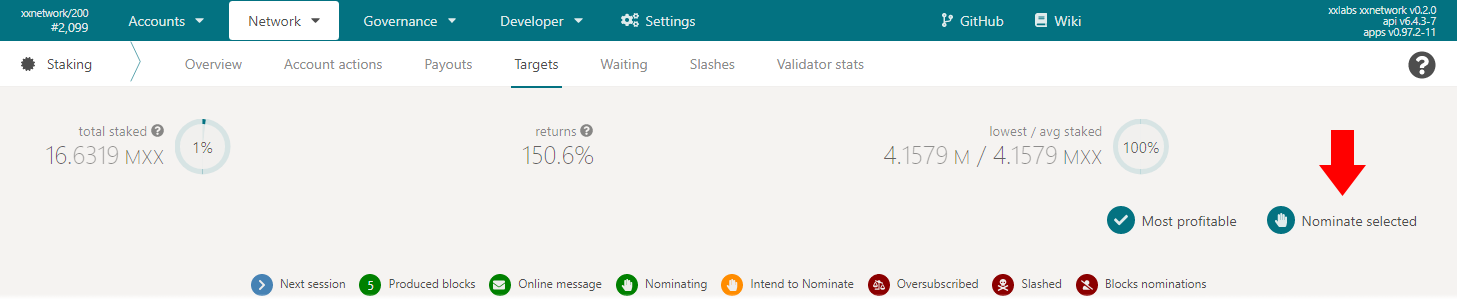 xxnetwork/200
#2,099
Accounts
Network
Governance
Developer
Settings
GitHub
Wiki
xxlabs xxnetwork v0.2.0
api v6.4.3-7
apps v0.97.2-11
Staking
Overview
Account actions
Payouts
Targets
Waiting
Slashes
Validator stats
?
total staked ?
16.6319 MXX
1%
returns ?
150.6%
lowest / avg staked
4.1579 M / 4.1579 MXX
100%
Most profitable
Nominate selected
Next session
5 Produced blocks
Online message
Nominating
Intend to Nominate
Oversubscribed
Slashed
Blocks nominations